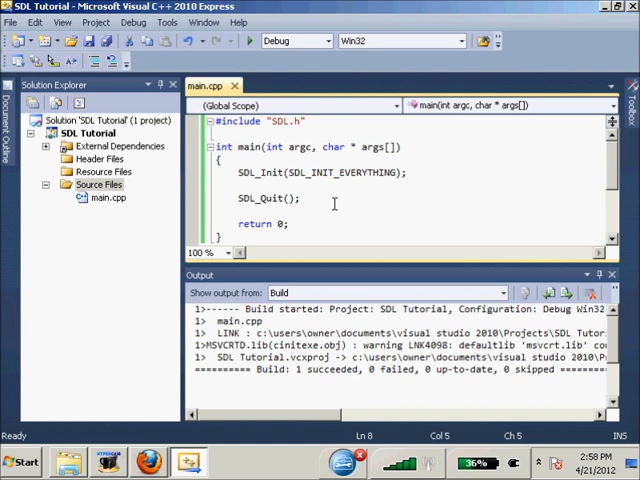 SDL Tutorial - Microsoft Visual C++ 2010 Express
File Edit View Project Debug Tools Window Help
Debug Win32
Solution Explorer
main.cpp
(Global Scope) main(int argc, char * args[])
Document Outline
Toolbox
Solution 'SDL Tutorial' (1 project)
SDL Tutorial
External Dependencies
Header Files
Resource Files
Source Files
main.cpp
#include "SDL.h"
int main(int argc, char * args[])
{
SDL_Init(SDL_INIT_EVERYTHING);
SDL_Quit();
return 0;
}
100 %
Output
Show output from: Build
1>------ Build started: Project: SDL Tutorial, Configuration: Debug Win32
1> main.cpp
1> LINK : c:\users\owner\documents\visual studio 2010\Projects\SDL Tutor
1>MSVCRTD.lib(cinitexe.obj) : warning LNK4098: defaultlib 'msvcrt.lib' co
1> SDL Tutorial.vcxproj -> c:\users\owner\documents\visual studio 2010\P
========== Build: 1 succeeded, 0 failed, 0 up-to-date, 0 skipped =========
Ready Ln 8 Col 5 Ch 5 INS
Start 36% 2:58 PM
4/21/2012